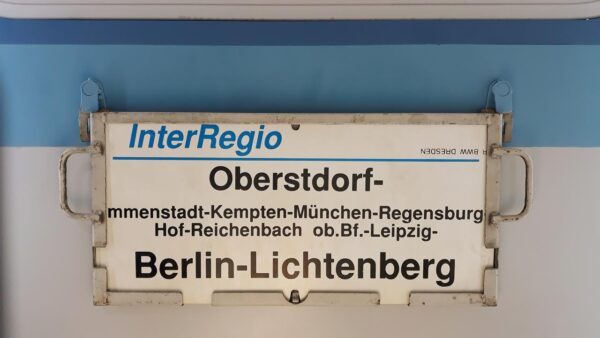 InterRegio
R BWW DRESDEN
Oberstdorf-
mmenstadt-Kempten-München-Regensburg
Hof-Reichenbach ob.Bf.-Leipzig-
Berlin-Lichtenberg